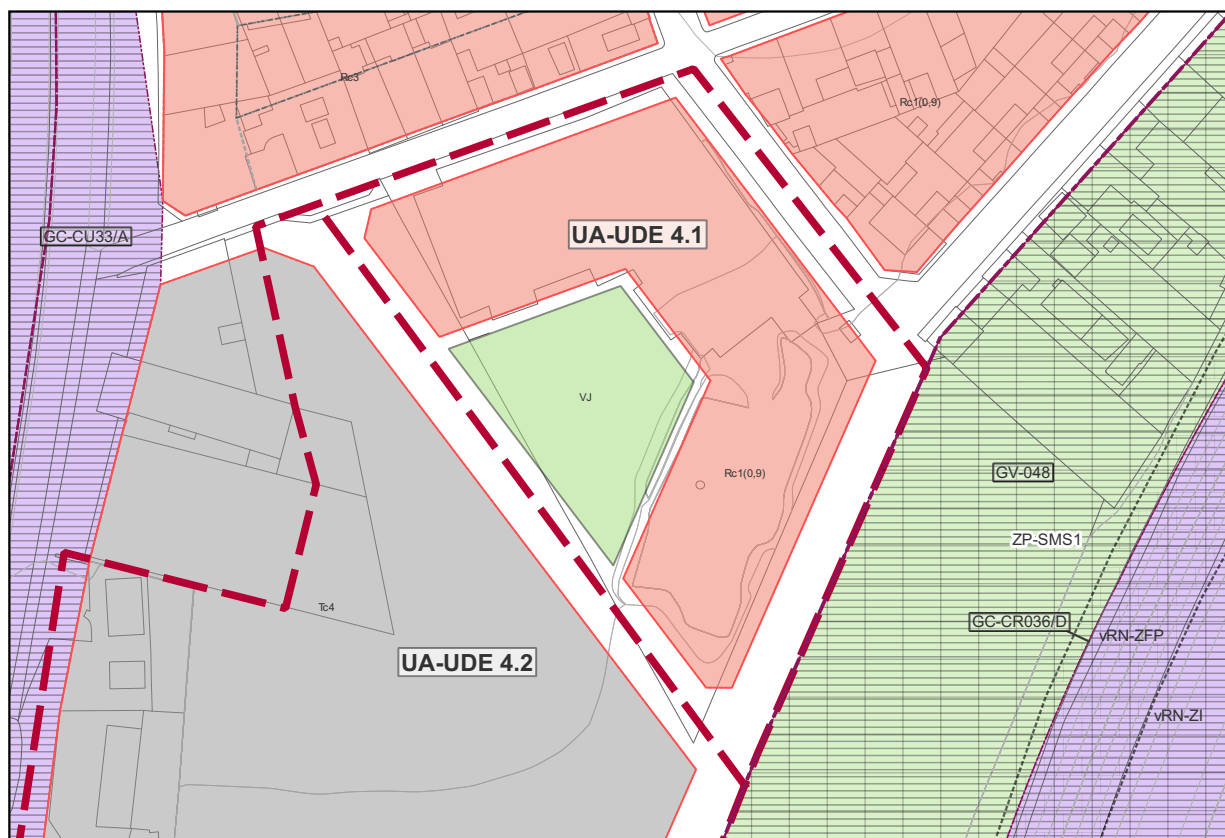 Rc3
Rc1(0,9)
GC-CU33/A
UA-UDE 4.1
VJ
Rc1(0,9)
GV-048
ZP-SMS1
Tc4
GC-CR036/D
vRN-ZFP
UA-UDE 4.2
vRN-ZI